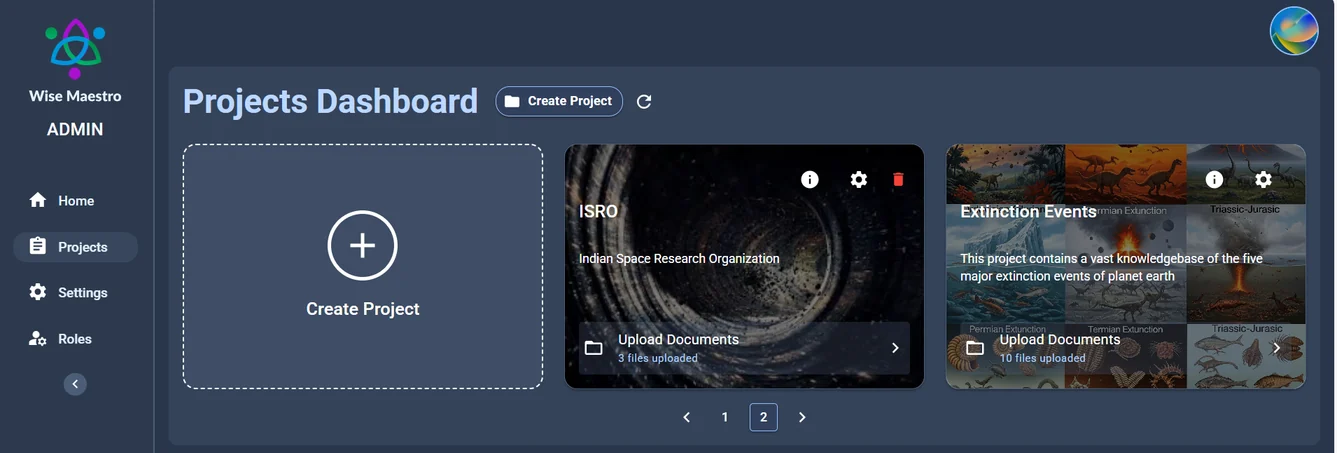 Wise Maestro
ADMIN
Home
Projects
Settings
Roles
Projects Dashboard
Create Project
Create Project
ISRO
Indian Space Research Organization
Upload Documents
3 files uploaded
Extinction Events
Permian Extunction
Triassic-Jurasic
This project contains a vast knowledgebase of the five
major extinction events of planet earth
Permian Extunction
Termian Extunction
Triassic-Jurasic
Upload Documents
10 files uploaded
1
2